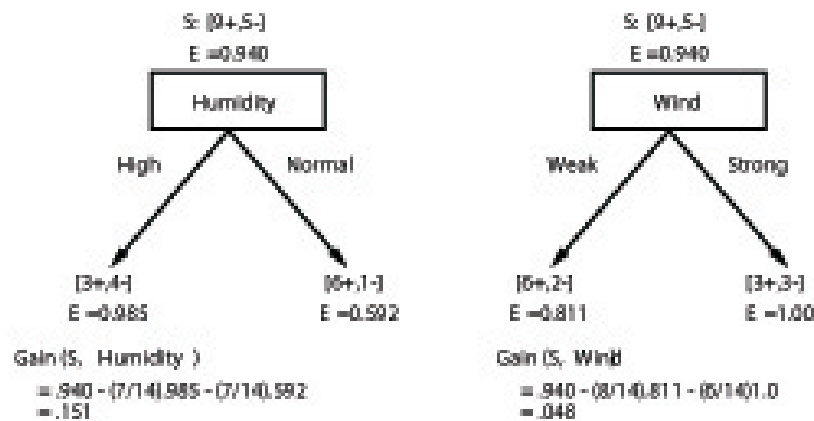 S: [9+,5-]
E =0.940
Humidity
High
Normal
[3+,4-]
E =0.985
[6+,1-]
E =0.592
Gain (S, Humidity )
= .940 - (7/14).985 - (7/14).592
= .151
S: [9+,5-]
E =0.940
Wind
Weak
Strong
[6+,2-]
E =0.811
[3+,3-]
E =1.00
Gain (S, Wind
= .940 - (8/14).811 - (6/14)1.0
= .048